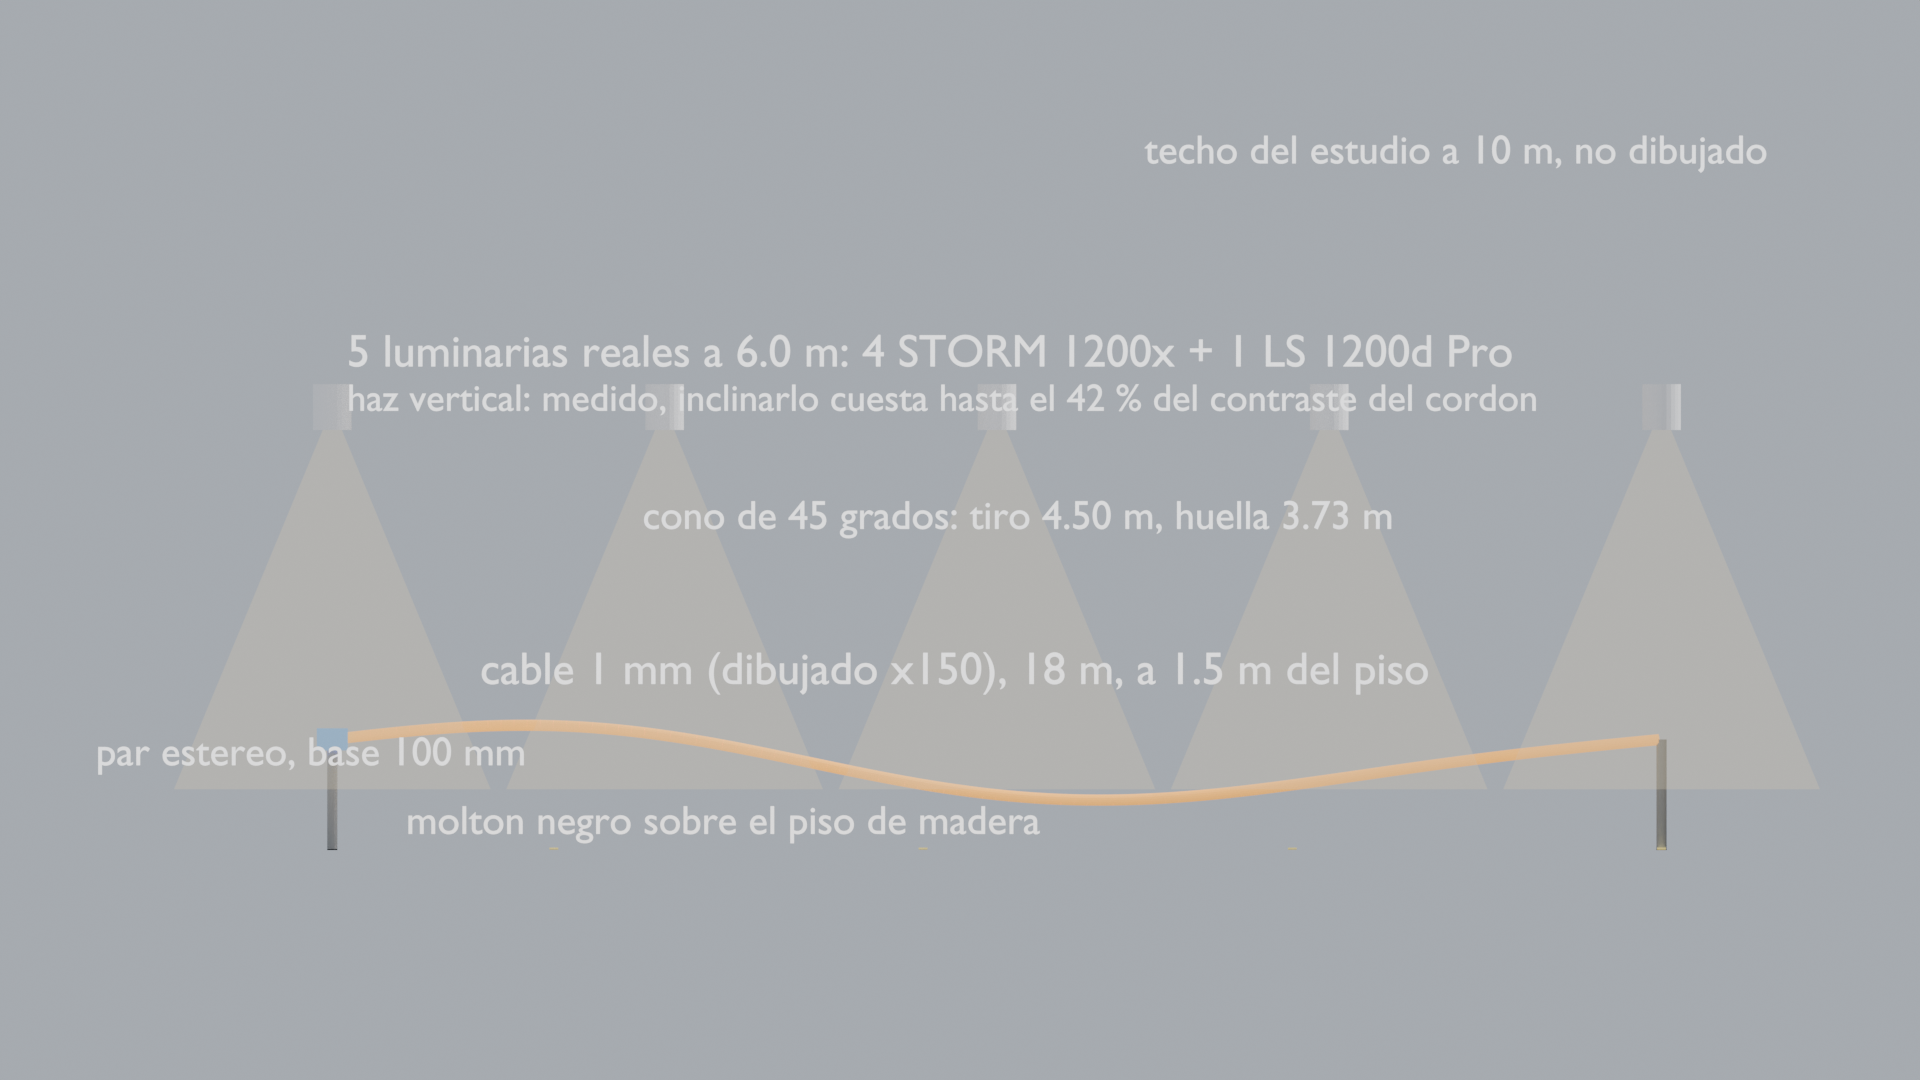 techo del estudio a 10 m, no dibujado
5 luminarias reales a 6.0 m: 4 STORM 1200x + 1 LS 1200d Pro
haz vertical: medido, inclinarlo cuesta hasta el 42 % del contraste del cordon
cono de 45 grados: tiro 4.50 m, huella 3.73 m
cable 1 mm (dibujado x150), 18 m, a 1.5 m del piso
par estereo, base 100 mm
molton negro sobre el piso de madera